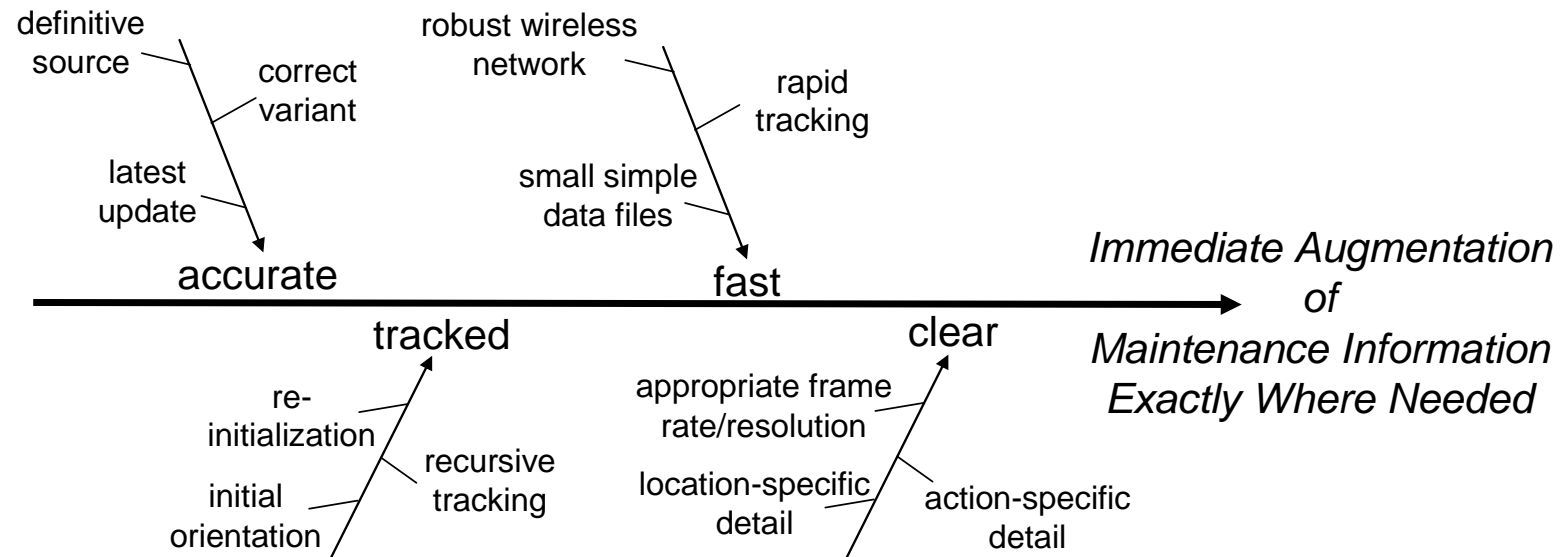 definitive
source
correct
variant
latest
update
accurate
robust wireless
network
rapid
tracking
small simple
data files
fast
Immediate Augmentation
of
Maintenance Information
Exactly Where Needed
tracked
re-
initialization
recursive
tracking
initial
orientation
clear
appropriate frame
rate/resolution
location-specific
detail
action-specific
detail